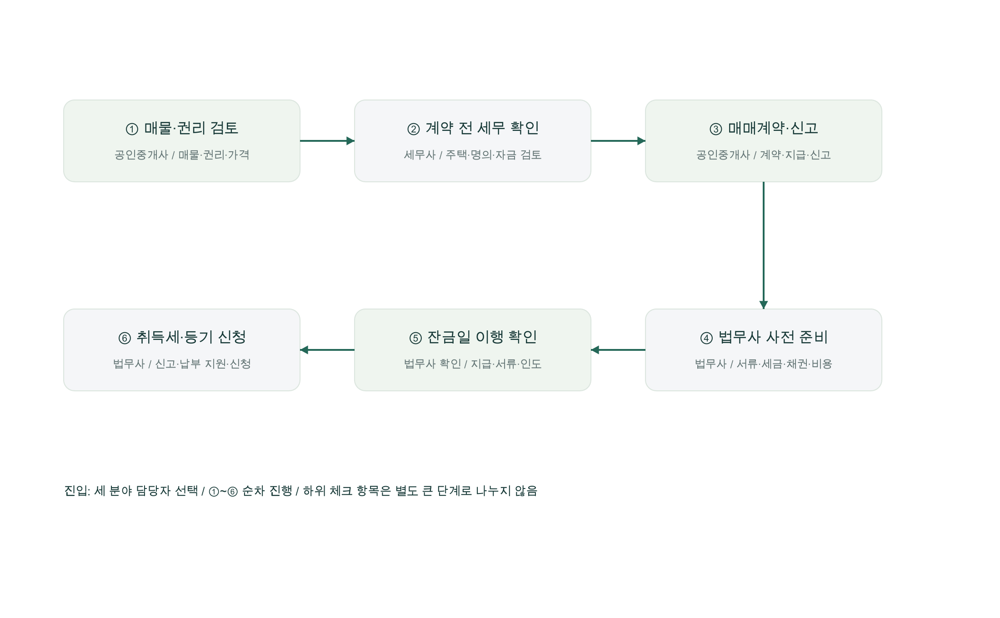 ① 매물·권리 검토
공인중개사 / 매물·권리·가격
② 계약 전 세무 확인
세무사 / 주택·명의·자금 검토
③ 매매계약·신고
공인중개사 / 계약·지급·신고
④ 법무사 사전 준비
법무사 / 서류·세금·채권·비용
⑤ 잔금일 이행 확인
법무사 확인 / 지급·서류·인도
⑥ 취득세·등기 신청
법무사 / 신고·납부 지원·신청
진입: 세 분야 담당자 선택 / ①~⑥ 순차 진행 / 하위 체크 항목은 별도 큰 단계로 나누지 않음